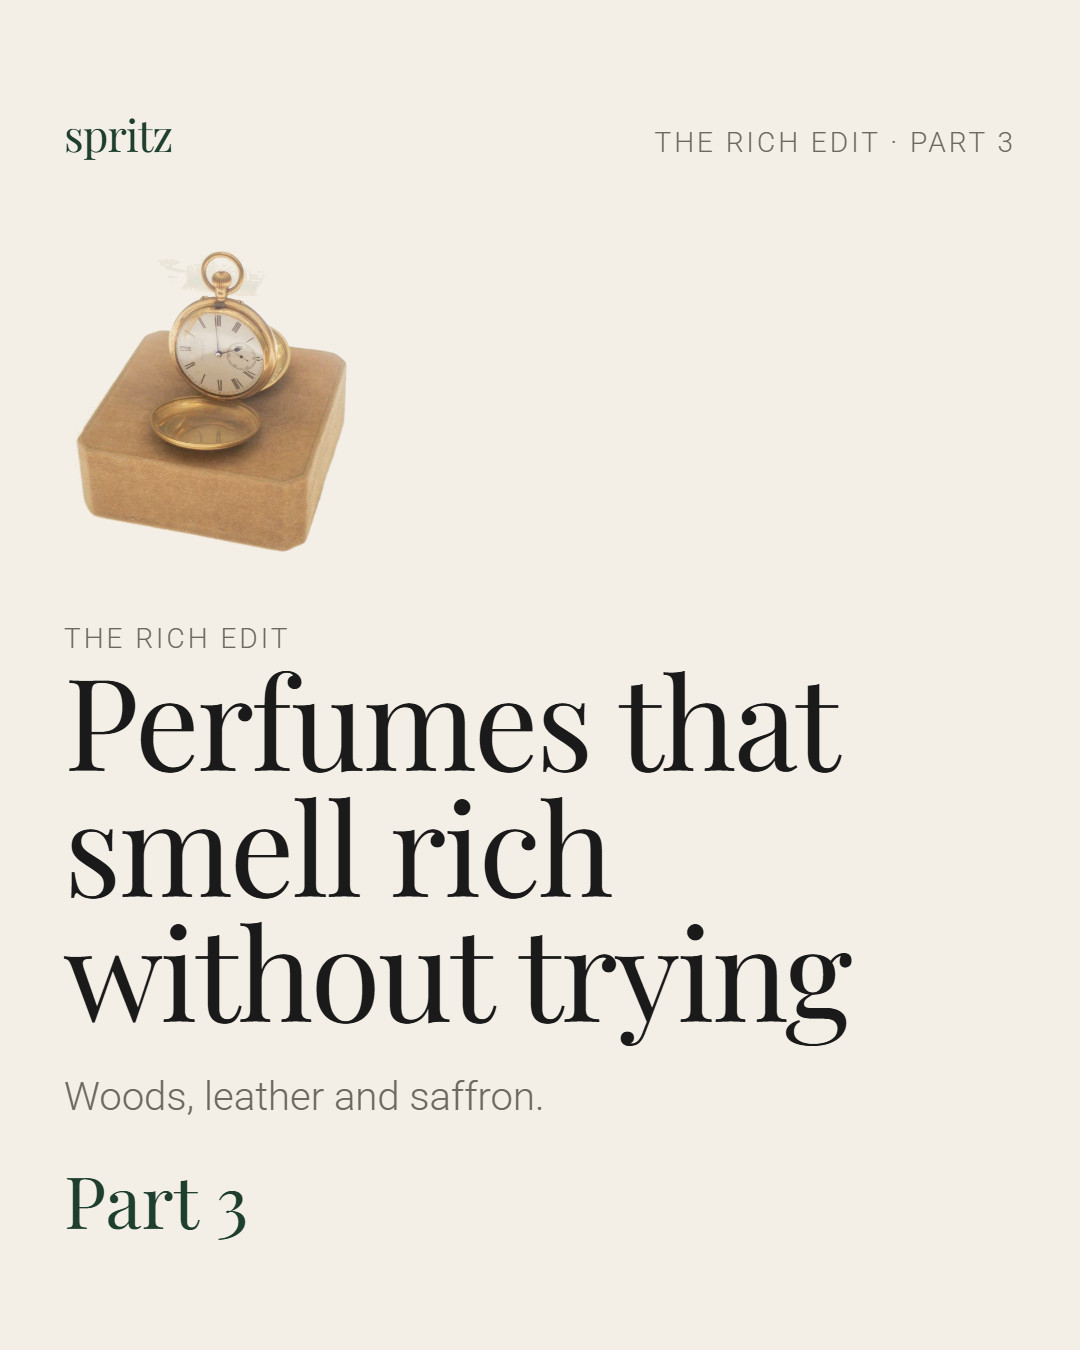 spritz
THE RICH EDIT · PART 3
THE RICH EDIT
Perfumes that
smell rich
without trying
Woods, leather and saffron.
Part 3